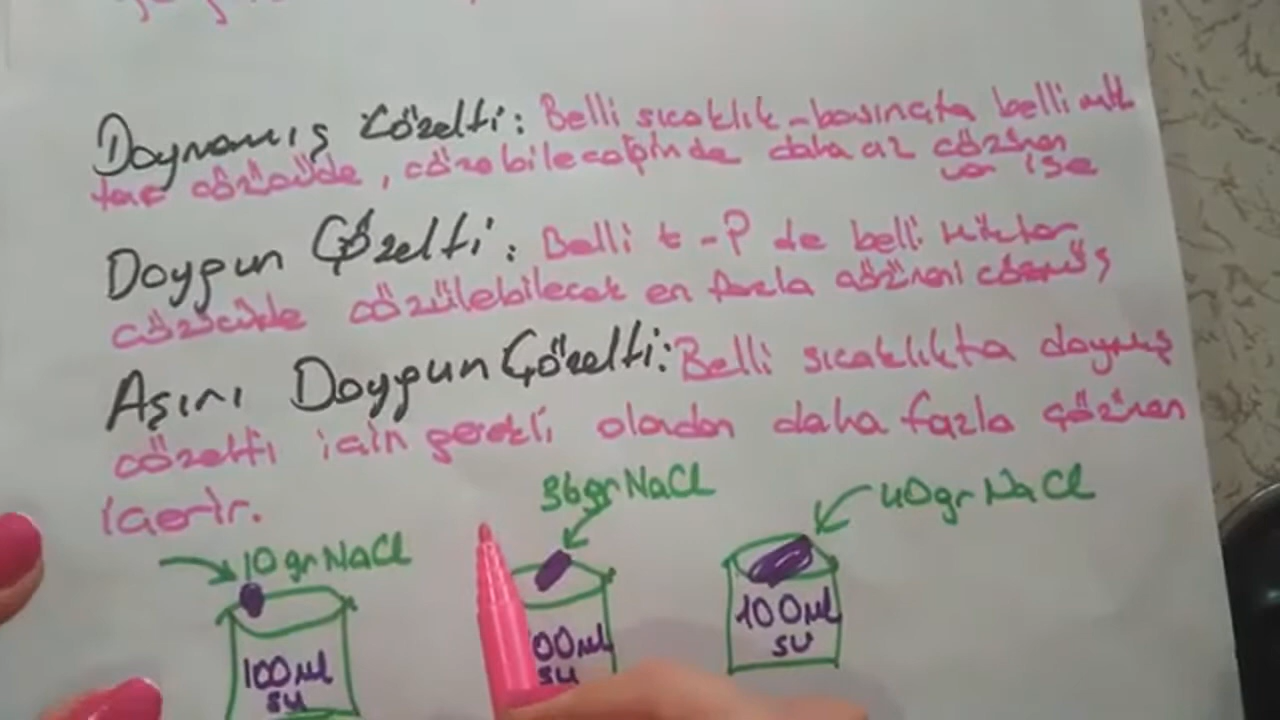 Doymamış Çözelti: Belli sıcaklık-basınçta belli mik
tar çözücüde, çözebileceğinde daha az çözünen
var ise
Doygun Çözelti: Belli t-P de belli miktar
çözücüde çözülebilecek en fazla çözüneni çözmüş
Aşırı Doygun Çözelti: Belli sıcaklıkta doymuş
çözelti için gerekli olandan daha fazla çözünen
içerir.
36gr NaCl
40gr NaCl
10gr NaCl
100ml
su
00ml
su
100ml
su